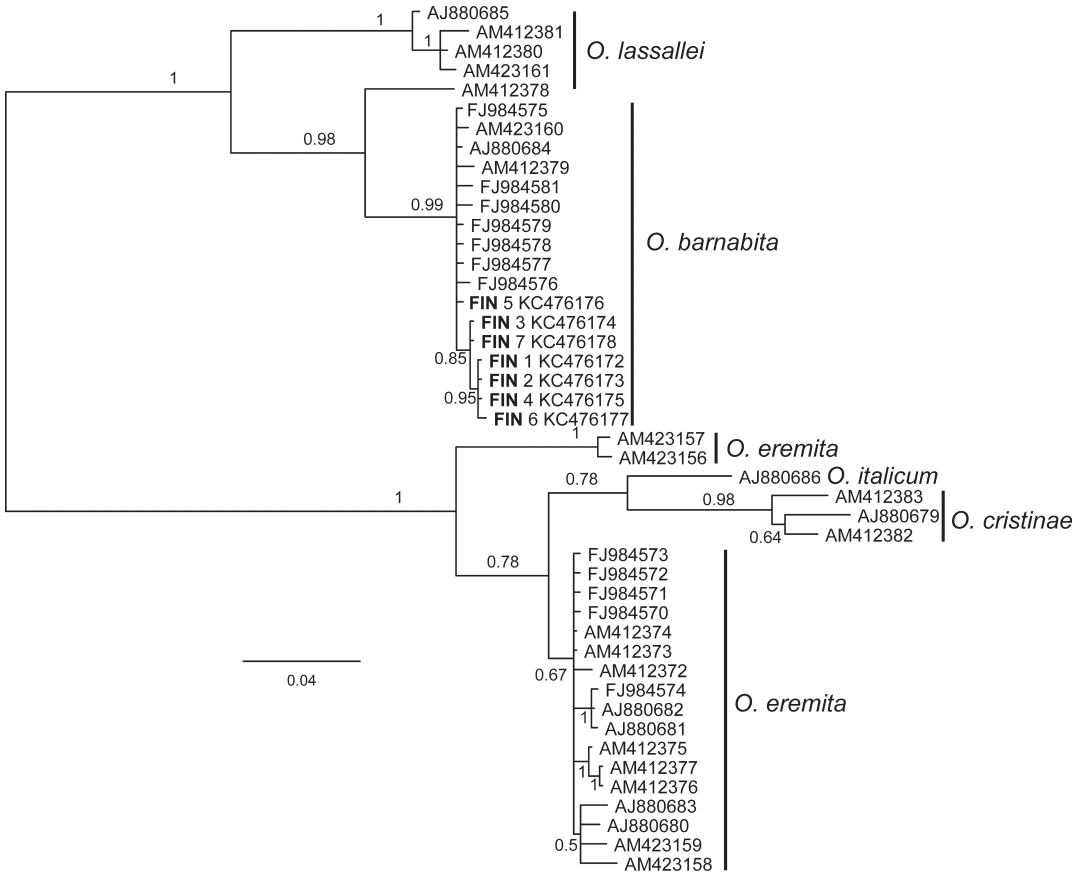 AJ880685
1
AM412381
1
AM412380
O. lassallei
AM423161
1
AM412378
FJ984575
AM423160
0.98
AJ880684
AM412379
FJ984581
0.99
FJ984580
FJ984579
FJ984578
O. barnabita
FJ984577
FJ984576
FIN 5 KC476176
FIN 3 KC476174
FIN 7 KC476178
0.85
FIN 1 KC476172
FIN 2 KC476173
0.95
FIN 4 KC476175
FIN 6 KC476177
1
AM423157
O. eremita
AM423156
0.78
AJ880686 O. italicum
1
0.98
AM412383
AJ880679
O. cristinae
0.64
AM412382
FJ984573
0.78
FJ984572
FJ984571
FJ984570
AM412374
AM412373
0.67
AM412372
0.04
FJ984574
AJ880682
O. eremita
1
AJ880681
AM412375
1
AM412377
1
AM412376
AJ880683
AJ880680
0.5
AM423159
AM423158